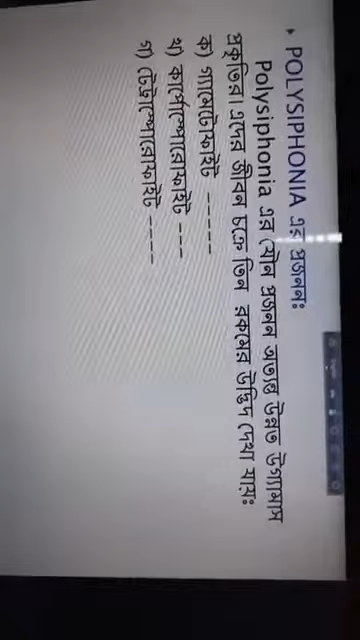 POLYSIPHONIA এর প্রজনন:
Polysiphonia এর যৌন প্রজনন অত্যন্ত উন্নত উগ্যামাস
প্রকৃতির। এদের জীবন চক্রে তিন রকমের উদ্ভিদ দেখা যায়:
ক) গ্যামেটোফাইট -----
খ) কার্পোস্পোরোফাইট ---
গ) টেট্রাস্পোরোফাইট ----